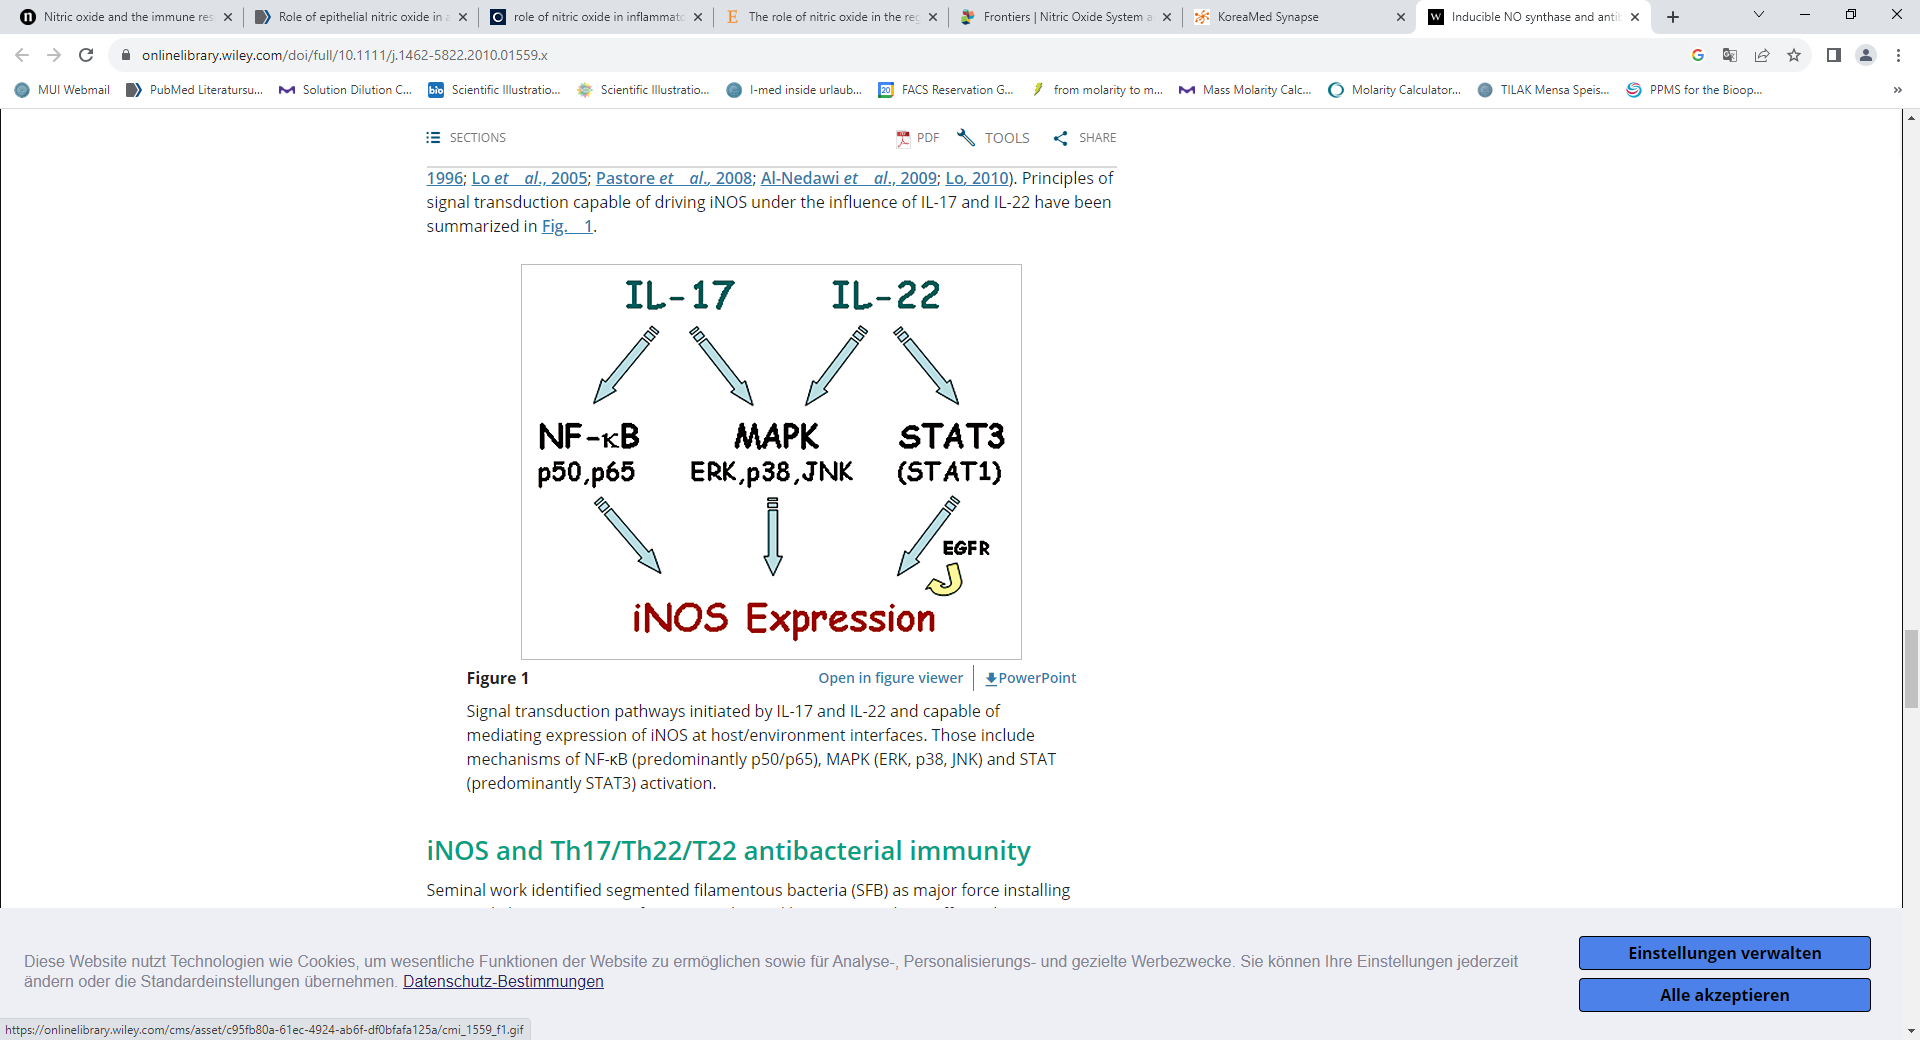 Nitric oxide and the immune res
Role of epithelial nitric oxide in a
role of nitric oxide in inflammato
The role of nitric oxide in the reg
Frontiers | Nitric Oxide System a
KoreaMed Synapse
Inducible NO synthase and antib
onlinelibrary.wiley.com/doi/full/10.1111/j.1462-5822.2010.01559.x
MUI Webmail
PubMed Literatursu...
Solution Dilution C...
bio
Scientific Illustratio...
Scientific Illustratio...
I-med inside urlaub...
20
FACS Reservation G...
from molarity to m...
Mass Molarity Calc...
Molarity Calculator...
TILAK Mensa Speis...
PPMS for the Bioop...
»
SECTIONS
PDF
TOOLS
SHARE
1996; Lo et al., 2005; Pastore et al., 2008; Al-Nedawi et al., 2009; Lo, 2010). Principles of
signal transduction capable of driving iNOS under the influence of IL-17 and IL-22 have been
summarized in Fig. 1.
IL-17 IL-22
NF-κB MAPK STAT3
p50,p65 ERK,p38,JNK (STAT1)
EGFR
iNOS Expression
Figure 1
Open in figure viewer
PowerPoint
Signal transduction pathways initiated by IL-17 and IL-22 and capable of
mediating expression of iNOS at host/environment interfaces. Those include
mechanisms of NF-κB (predominantly p50/p65), MAPK (ERK, p38, JNK) and STAT
(predominantly STAT3) activation.
iNOS and Th17/Th22/T22 antibacterial immunity
Seminal work identified segmented filamentous bacteria (SFB) as major force installing
Diese Website nutzt Technologien wie Cookies, um wesentliche Funktionen der Website zu ermöglichen sowie für Analyse-, Personalisierungs- und gezielte Werbezwecke. Sie können Ihre Einstellungen jederzeit
ändern oder die Standardeinstellungen übernehmen. Datenschutz-Bestimmungen
Einstellungen verwalten
Alle akzeptieren
https://onlinelibrary.wiley.com/cms/asset/c95fb80a-61ec-4924-ab6f-df0bfafa125a/cmi_1559_f1.gif